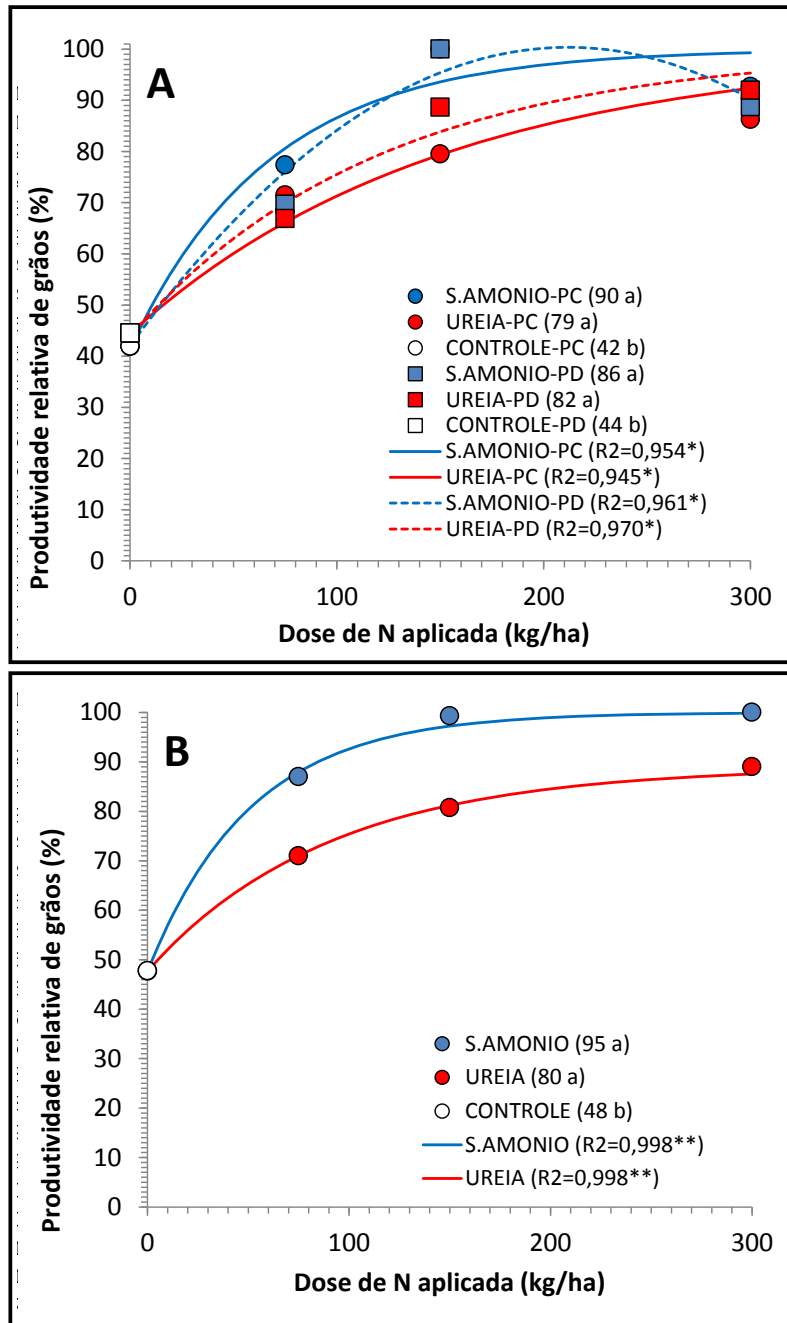 A
Produtividade relativa de grãos (%)
100
90
80
70
60
50
40
30
20
10
0
S.AMONIO-PC (90 a)
UREIA-PC (79 a)
CONTROLE-PC (42 b)
S.AMONIO-PD (86 a)
UREIA-PD (82 a)
CONTROLE-PD (44 b)
S.AMONIO-PC (R2=0,954*)
UREIA-PC (R2=0,945*)
S.AMONIO-PD (R2=0,961*)
UREIA-PD (R2=0,970*)
0 100 200 300
Dose de N aplicada (kg/ha)
B
Produtividade relativa de grãos (%)
100
90
80
70
60
50
40
30
20
10
0
S.AMONIO (95 a)
UREIA (80 a)
CONTROLE (48 b)
S.AMONIO (R2=0,998**)
UREIA (R2=0,998**)
0 100 200 300
Dose de N aplicada (kg/ha)